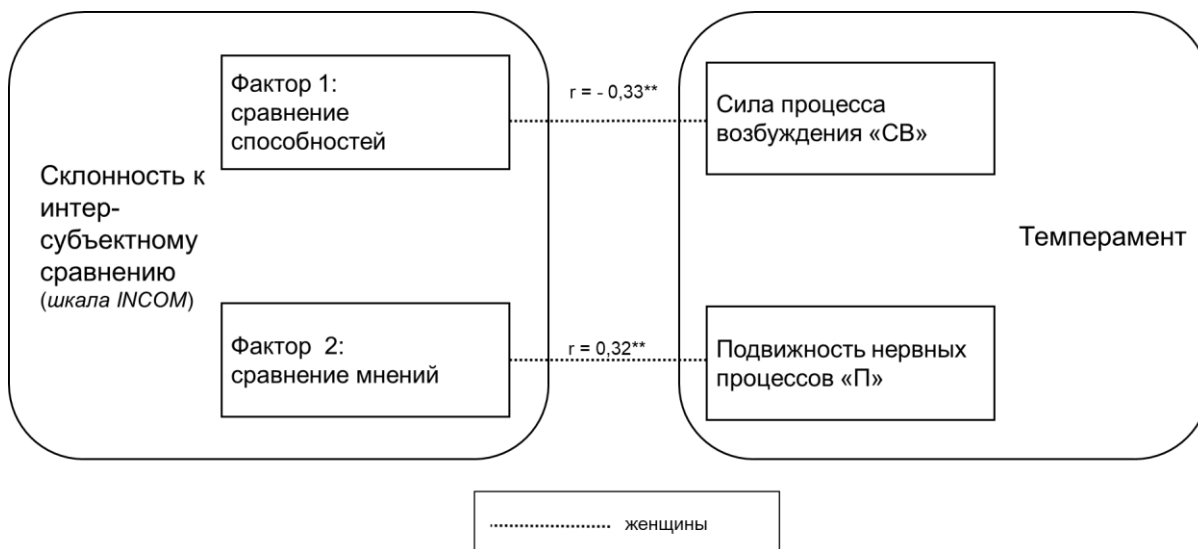 Склонность к
интер-
субъектному
сравнению
(шкала INCOM)
Фактор 1:
сравнение
способностей
r = - 0,33**
Сила процесса
возбуждения «СВ»
Фактор 2:
сравнение мнений
r = 0,32**
Подвижность нервных
процессов «П»
Темперамент
женщины